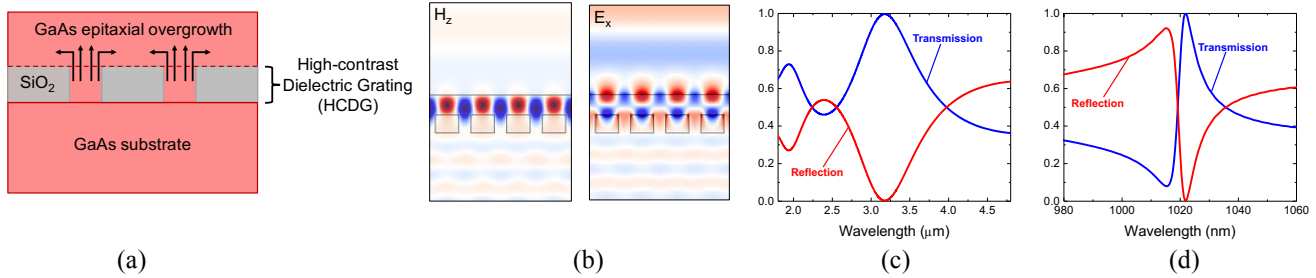 GaAs epitaxial overgrowth
SiO2
GaAs substrate
High-contrast
Dielectric Grating
(HCDG)
(a)
Hz
Ex
(b)
1.0
0.8
0.6
0.4
0.2
0.0
Transmission
Reflection
2.0 2.5 3.0 3.5 4.0 4.5
Wavelength (μm)
(c)
1.0
0.8
0.6
0.4
0.2
0.0
Transmission
Reflection
980 1000 1020 1040 1060
Wavelength (nm)
(d)